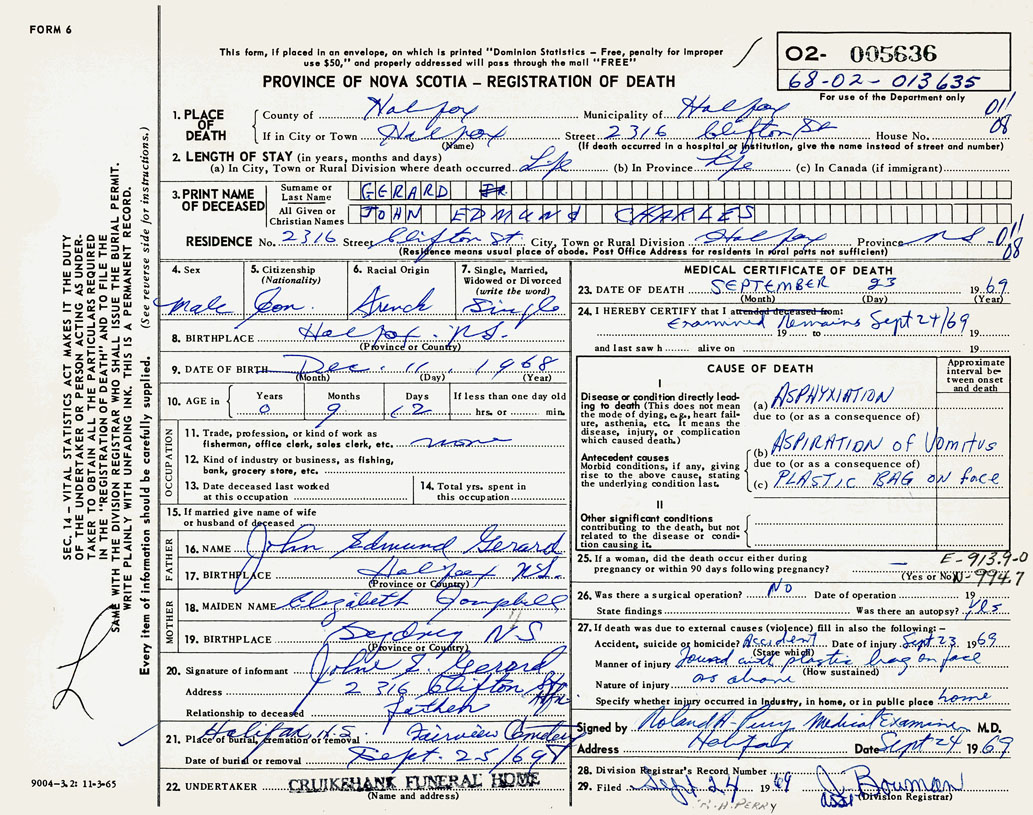 FORM 6
This form, if placed in an envelope, on which is printed "Dominion Statistics – Free, penalty for improper
use $50," and properly addressed will pass through the mail "FREE"
PROVINCE OF NOVA SCOTIA – REGISTRATION OF DEATH
02- 005636
68-02-013635
For use of the Department only
011
08
1. PLACE OF DEATH
County of Halifax Municipality of Halifax
If in City or Town Halifax Street 2316 Clifton St House No.
(Name) (If death occurred in a hospital or institution, give the name instead of street and number)
2. LENGTH OF STAY (in years, months and days)
(a) In City, Town or Rural Division where death occurred Life (b) In Province Life (c) In Canada (if immigrant)
3. PRINT NAME OF DECEASED
Surname or Last Name GERARD Jr
All Given or Christian Names JOHN EDMUND CHARLES
RESIDENCE No. 2316 Street Clifton St. City, Town or Rural Division Halifax Province NS -011
08
(Residence means usual place of abode. Post Office Address for residents in rural parts not sufficient)
4. Sex
male
5. Citizenship (Nationality)
Can.
6. Racial Origin
French
7. Single, Married, Widowed or Divorced (write the word)
Single
8. BIRTHPLACE Halifax N.S.
(Province or Country)
9. DATE OF BIRTH Dec. 11, 1968
(Month) (Day) (Year)
10. AGE in
Years Months Days If less than one day old
0 9 12 hrs. or min.
OCCUPATION
11. Trade, profession, or kind of work as
fisherman, office clerk, sales clerk, etc. none
12. Kind of industry or business, as fishing,
bank, grocery store, etc.
13. Date deceased last worked
at this occupation
14. Total yrs. spent in
this occupation
15. If married give name of wife
or husband of deceased
FATHER
16. NAME John Edmund Gerard
17. BIRTHPLACE Halifax N.S.
(Province or Country)
MOTHER
18. MAIDEN NAME Elizabeth Campbell
19. BIRTHPLACE Sydney NS
(Province or Country)
20. Signature of informant John E. Gerard
Address 2316 Clifton St
Hfx
Relationship to deceased father
21. Place of burial, cremation or removal Halifax N.S. Fairview Cemetery
Date of burial or removal Sept. 25/69
22. UNDERTAKER CRUIKSHANK FUNERAL HOME
(Name and address)
MEDICAL CERTIFICATE OF DEATH
23. DATE OF DEATH SEPTEMBER 23 1969
(Month) (Day) (Year)
24. I HEREBY CERTIFY that I attended deceased from:
Examined Remains Sept 24/69
19 to 19
and last saw h alive on 19
CAUSE OF DEATH
Approximate interval between onset and death
I
Disease or condition directly leading to death (This does not mean the mode of dying, e.g., heart failure, asthenia, etc. It means the disease, injury, or complication which caused death.)
(a) ASPHYXIATION
due to (or as a consequence of)
Antecedent causes
Morbid conditions, if any, giving rise to the above cause, stating the underlying condition last.
(b) ASPIRATION OF Vomitus
due to (or as a consequence of)
(c) PLASTIC BAG ON face
II
Other significant conditions
contributing to the death, but not related to the disease or condition causing it.
25. If a woman, did the death occur either during
pregnancy or within 90 days following pregnancy? —
(Yes or No)
E-913.9-0
N-994.7
26. Was there a surgical operation? NO Date of operation 19
State findings Was there an autopsy? Yes
27. If death was due to external causes (violence) fill in also the following:–
Accident, suicide or homicide? Accident Date of injury Sept 23 1969
(State which)
Manner of injury found with plastic bag on face
(How sustained)
Nature of injury as above
Specify whether injury occurred in Industry, in home, or in public place home
Signed by Roland A. Perry Medical Examiner M.D.
Address Halifax Date Sept 24 1969
28. Division Registrar's Record Number
29. Filed Sept 24 1969 J. Bowman
asst (Division Registrar)
R. H. PERRY
SEC. 14 – VITAL STATISTICS ACT MAKES IT THE DUTY
OF THE UNDERTAKER OR PERSON ACTING AS UNDER-
TAKER TO OBTAIN ALL THE PARTICULARS REQUIRED
IN THE "REGISTRATION OF DEATH" AND TO FILE THE
SAME WITH THE DIVISION REGISTRAR WHO SHALL ISSUE THE BURIAL PERMIT.
WRITE PLAINLY WITH UNFADING INK. THIS IS A PERMANENT RECORD.
Every item of information should be carefully supplied. (See reverse side for instructions.)
9004–3.2: 11-3-65